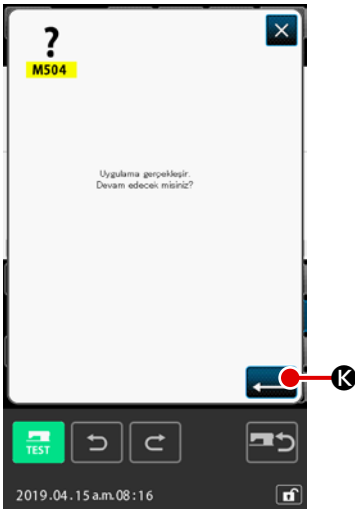 ?
M504
Uygulama gerçekleşir.
Devam edecek misiniz?
K
TEST
2019.04.15 a.m.08:16